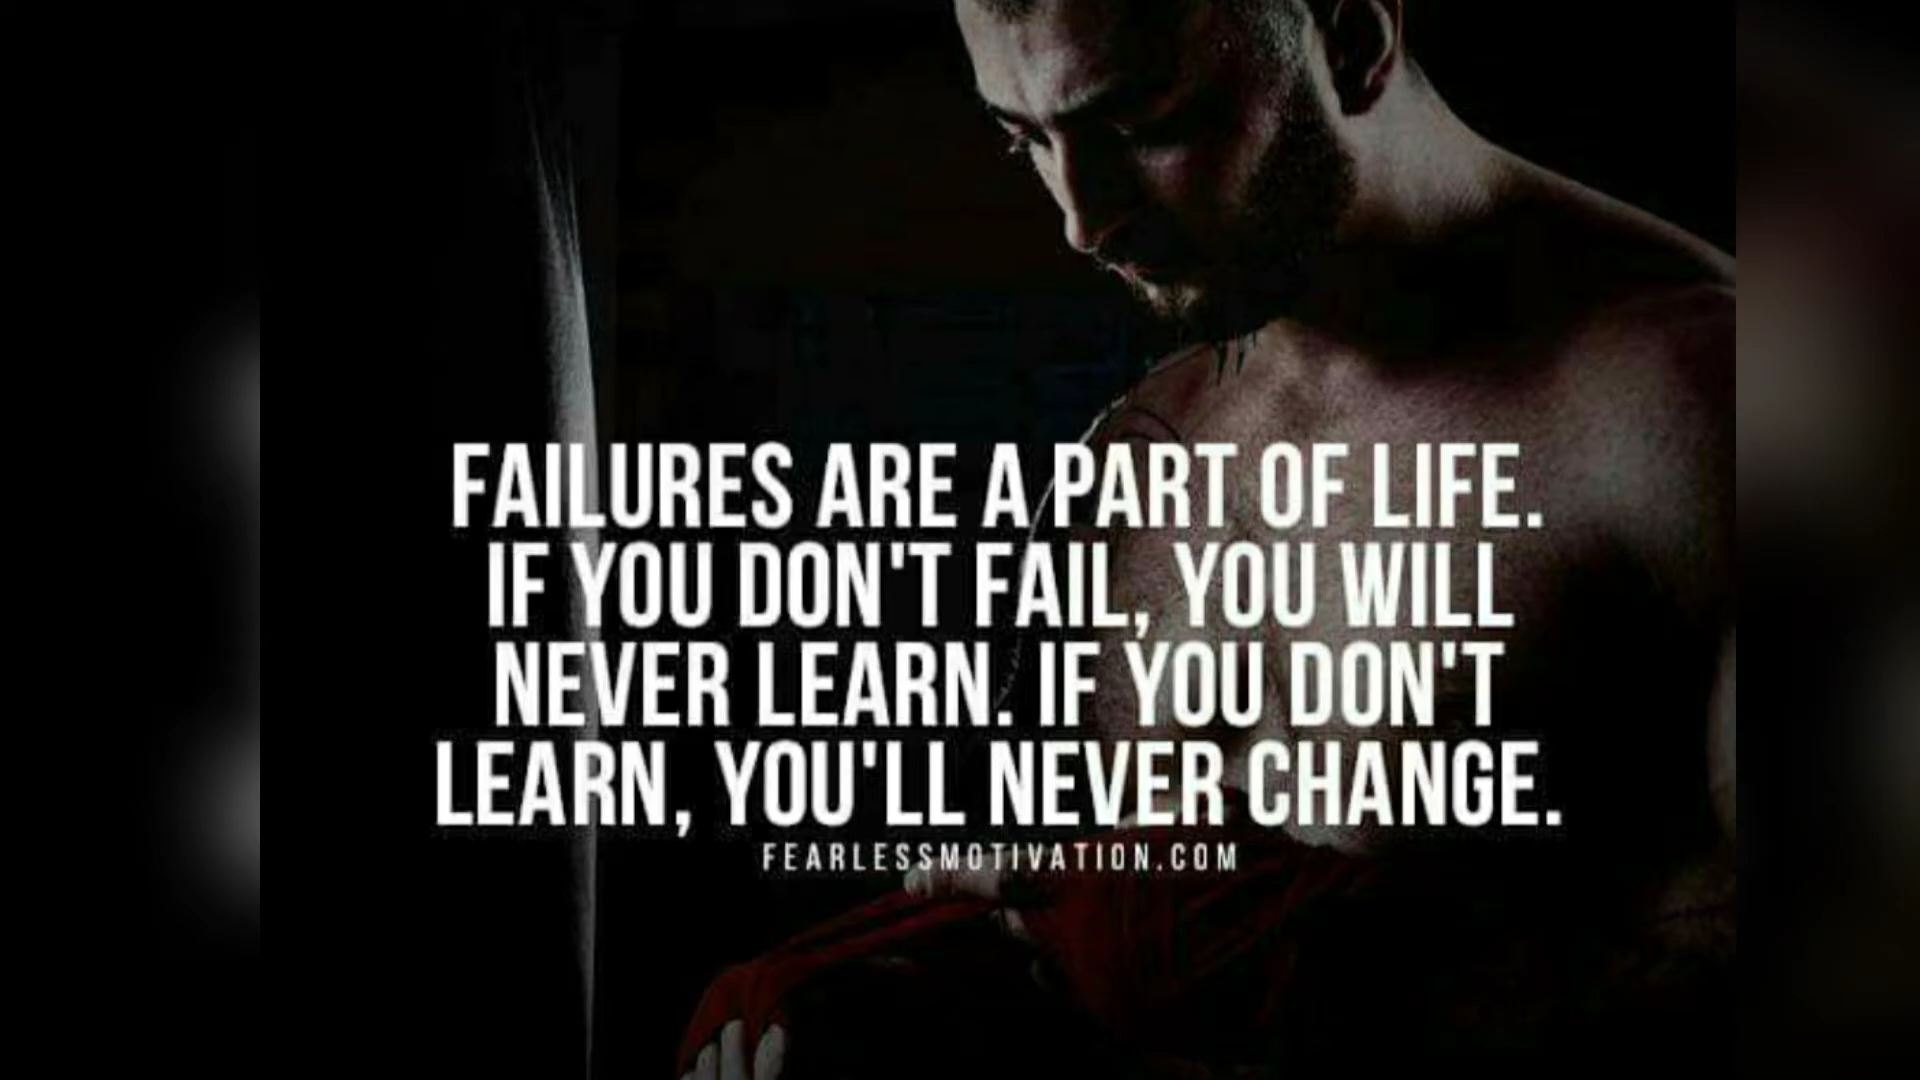 FAILURES ARE A PART OF LIFE.
IF YOU DON'T FAIL, YOU WILL
NEVER LEARN. IF YOU DON'T
LEARN, YOU'LL NEVER CHANGE.
FEARLESSMOTIVATION.COM